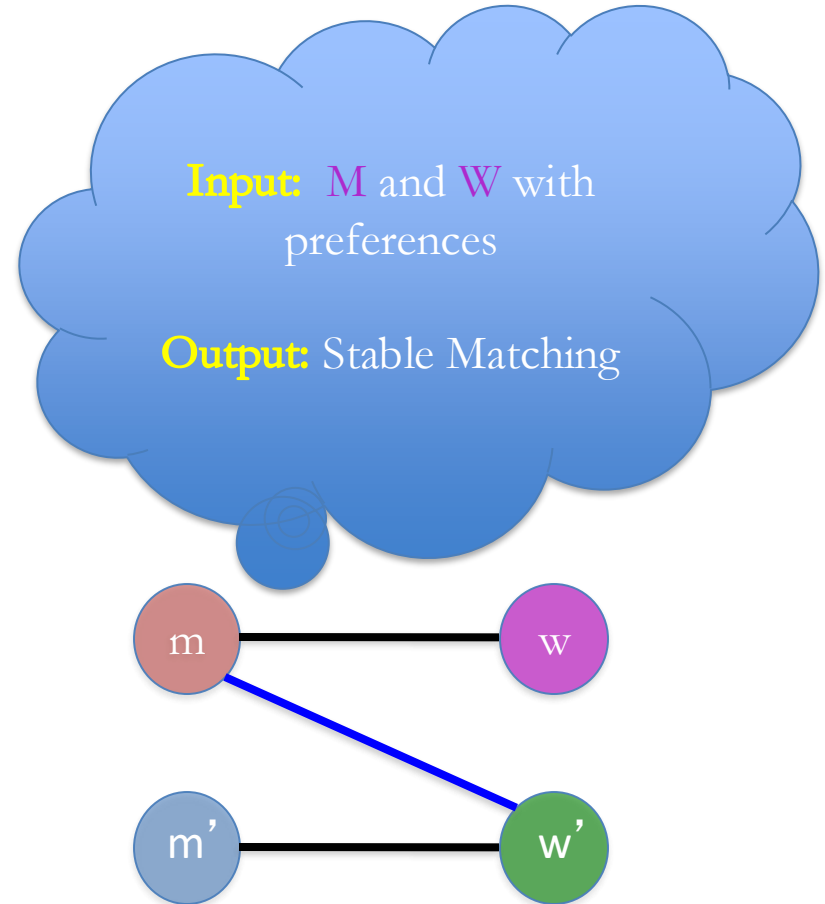 Input: M and W with
preferences
Output: Stable Matching
m w
m’ w’